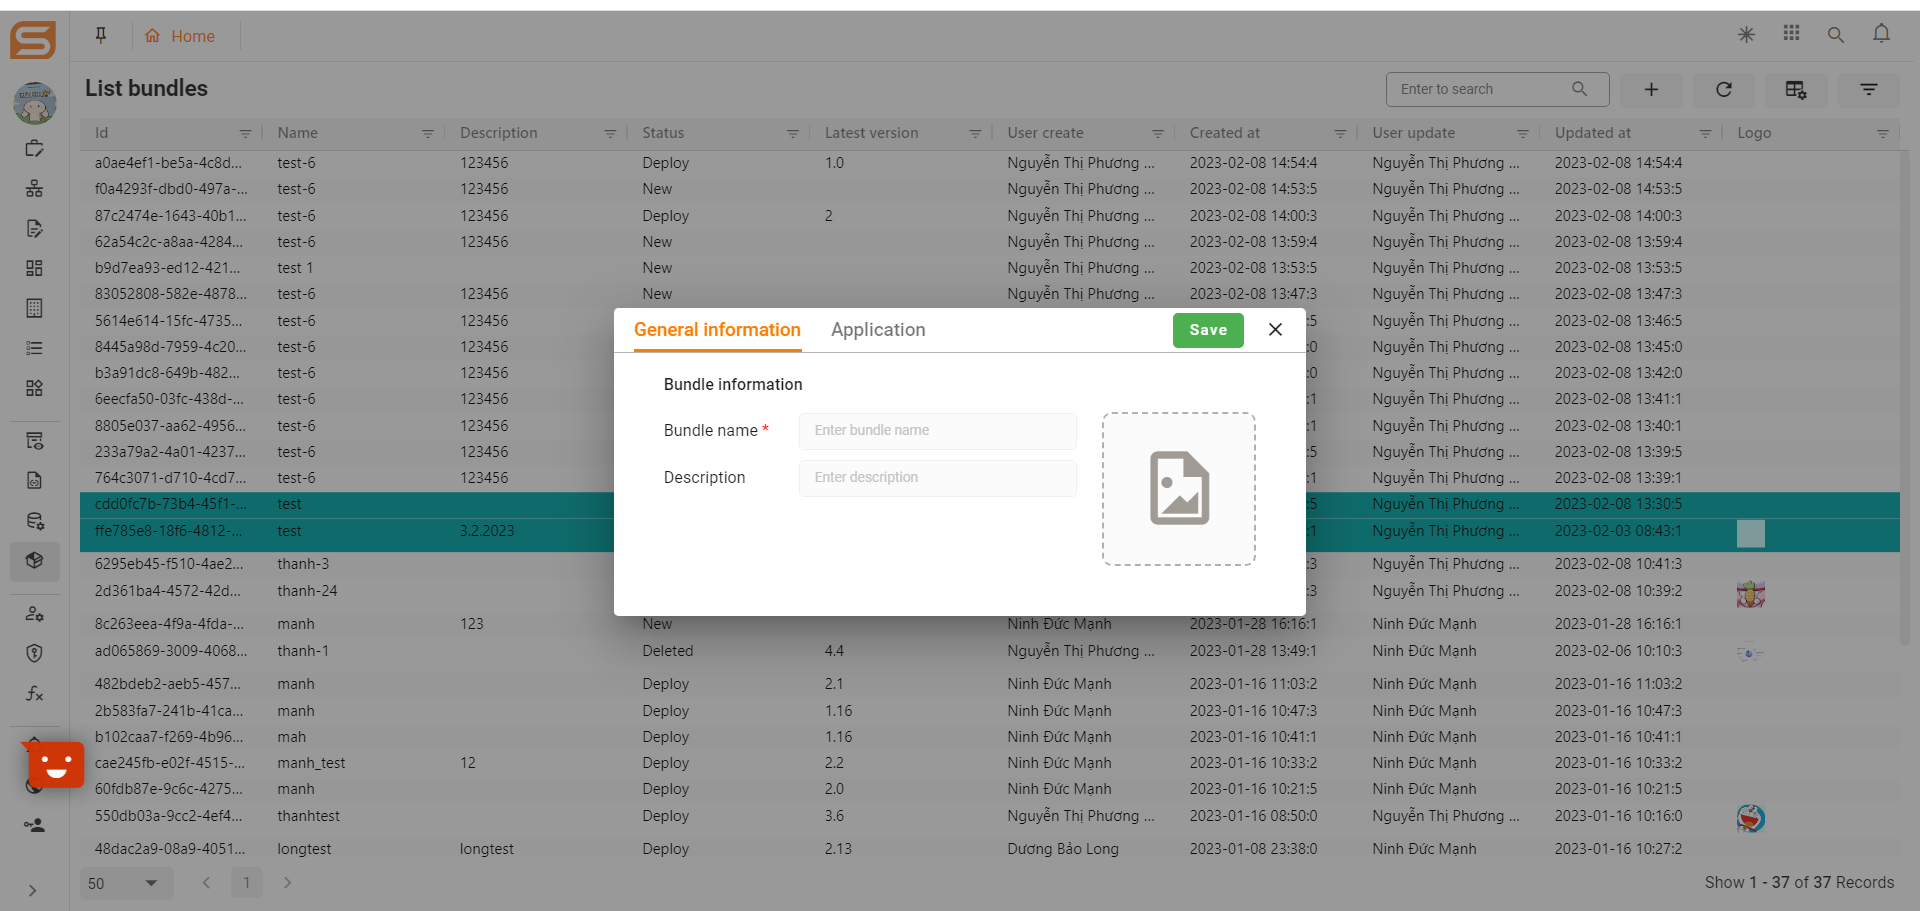 Home
List bundles
Enter to search
Id Name Description Status Latest version User create Created at User update Updated at Logo
a0ae4ef1-be5a-4c8d... test-6 123456 Deploy 1.0 Nguyễn Thị Phương ... 2023-02-08 14:54:4 Nguyễn Thị Phương ... 2023-02-08 14:54:4
f0a4293f-dbd0-497a-... test-6 123456 New Nguyễn Thị Phương ... 2023-02-08 14:53:5 Nguyễn Thị Phương ... 2023-02-08 14:53:5
87c2474e-1643-40b1... test-6 123456 Deploy 2 Nguyễn Thị Phương ... 2023-02-08 14:00:3 Nguyễn Thị Phương ... 2023-02-08 14:00:3
62a54c2c-a8aa-4284... test-6 123456 New Nguyễn Thị Phương ... 2023-02-08 13:59:4 Nguyễn Thị Phương ... 2023-02-08 13:59:4
b9d7ea93-ed12-421... test 1 New Nguyễn Thị Phương ... 2023-02-08 13:53:5 Nguyễn Thị Phương ... 2023-02-08 13:53:5
83052808-582e-4878... test-6 123456 New Nguyễn Thị Phương ... 2023-02-08 13:47:3 Nguyễn Thị Phương ... 2023-02-08 13:47:3
5614e614-15fc-4735... test-6 123456 :5 Nguyễn Thị Phương ... 2023-02-08 13:46:5
8445a98d-7959-4c20... test-6 123456 :0 Nguyễn Thị Phương ... 2023-02-08 13:45:0
b3a91dc8-649b-482... test-6 123456 :0 Nguyễn Thị Phương ... 2023-02-08 13:42:0
6eecfa50-03fc-438d-... test-6 123456 :1 Nguyễn Thị Phương ... 2023-02-08 13:41:1
8805e037-aa62-4956... test-6 123456 :1 Nguyễn Thị Phương ... 2023-02-08 13:40:1
233a79a2-4a01-4237... test-6 123456 :5 Nguyễn Thị Phương ... 2023-02-08 13:39:5
764c3071-d710-4cd7... test-6 123456 :1 Nguyễn Thị Phương ... 2023-02-08 13:39:1
cdd0fc7b-73b4-45f1-... test :5 Nguyễn Thị Phương ... 2023-02-08 13:30:5
ffe785e8-18f6-4812-... test 3.2.2023 :1 Nguyễn Thị Phương ... 2023-02-03 08:43:1
6295eb45-f510-4ae2... thanh-3 :3 Nguyễn Thị Phương ... 2023-02-08 10:41:3
2d361ba4-4572-42d... thanh-24 :3 Nguyễn Thị Phương ... 2023-02-08 10:39:2
8c263eea-4f9a-4fda-... manh 123 New Ninh Đức Mạnh 2023-01-28 16:16:1 Ninh Đức Mạnh 2023-01-28 16:16:1
ad065869-3009-4068... thanh-1 Deleted 4.4 Nguyễn Thị Phương ... 2023-01-28 13:49:1 Ninh Đức Mạnh 2023-02-06 10:10:3
482bdeb2-aeb5-457... manh Deploy 2.1 Ninh Đức Mạnh 2023-01-16 11:03:2 Ninh Đức Mạnh 2023-01-16 11:03:2
2b583fa7-241b-41ca... manh Deploy 1.16 Ninh Đức Mạnh 2023-01-16 10:47:3 Ninh Đức Mạnh 2023-01-16 10:47:3
b102caa7-f269-4b96... mah Deploy 1.16 Ninh Đức Mạnh 2023-01-16 10:41:1 Ninh Đức Mạnh 2023-01-16 10:41:1
cae245fb-e02f-4515-... manh_test 12 Deploy 2.2 Ninh Đức Mạnh 2023-01-16 10:33:2 Ninh Đức Mạnh 2023-01-16 10:33:2
60fdb87e-9c6c-4275... manh Deploy 2.0 Ninh Đức Mạnh 2023-01-16 10:21:5 Ninh Đức Mạnh 2023-01-16 10:21:5
550db03a-9cc2-4ef4... thanhtest Deploy 3.6 Nguyễn Thị Phương ... 2023-01-16 08:50:0 Nguyễn Thị Phương ... 2023-01-16 10:16:0
48dac2a9-08a9-4051... longtest longtest Deploy 2.13 Dương Bảo Long 2023-01-08 23:38:0 Ninh Đức Mạnh 2023-01-16 10:27:2
50 1 Show 1 - 37 of 37 Records
General information Application Save
Bundle information
Bundle name * Enter bundle name
Description Enter description